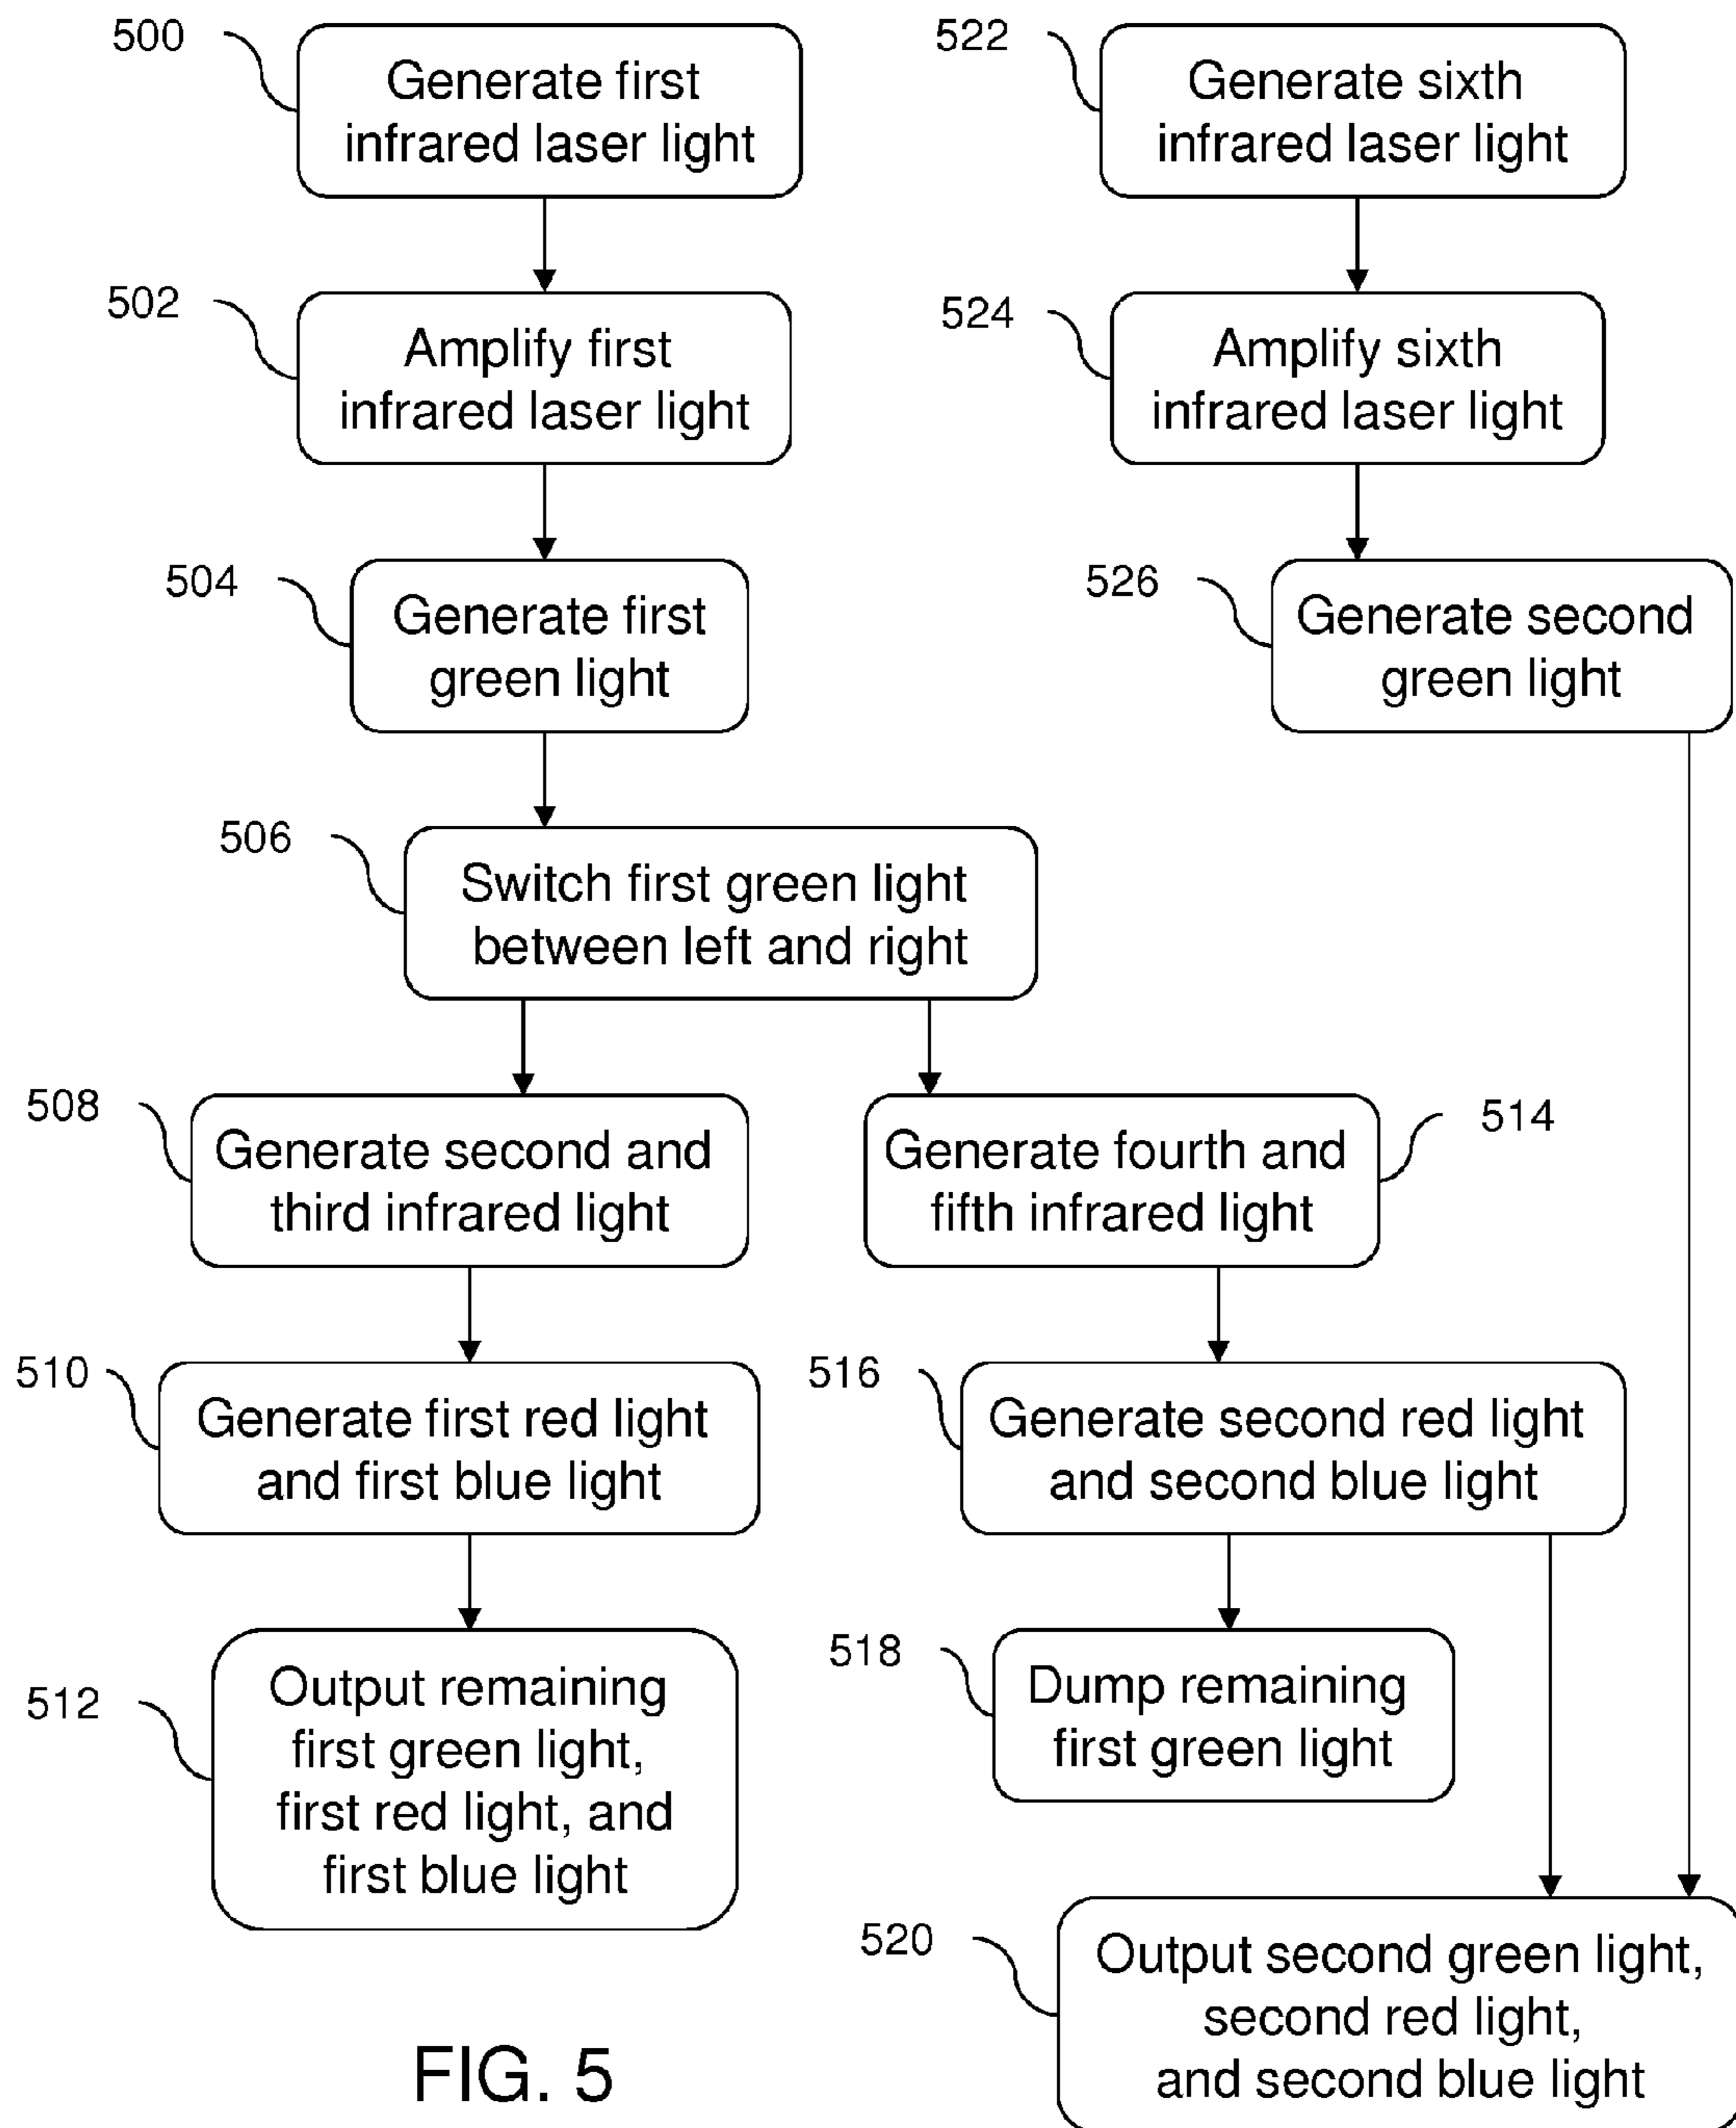 500
Generate first
infrared laser light
522
Generate sixth
infrared laser light
502
Amplify first
infrared laser light
524
Amplify sixth
infrared laser light
504
Generate first
green light
526
Generate second
green light
506
Switch first green light
between left and right
508
Generate second and
third infrared light
Generate fourth and
fifth infrared light
514
510
Generate first red light
and first blue light
516
Generate second red light
and second blue light
512
Output remaining
first green light,
first red light, and
first blue light
518
Dump remaining
first green light
520
Output second green light,
second red light,
and second blue light
FIG. 5